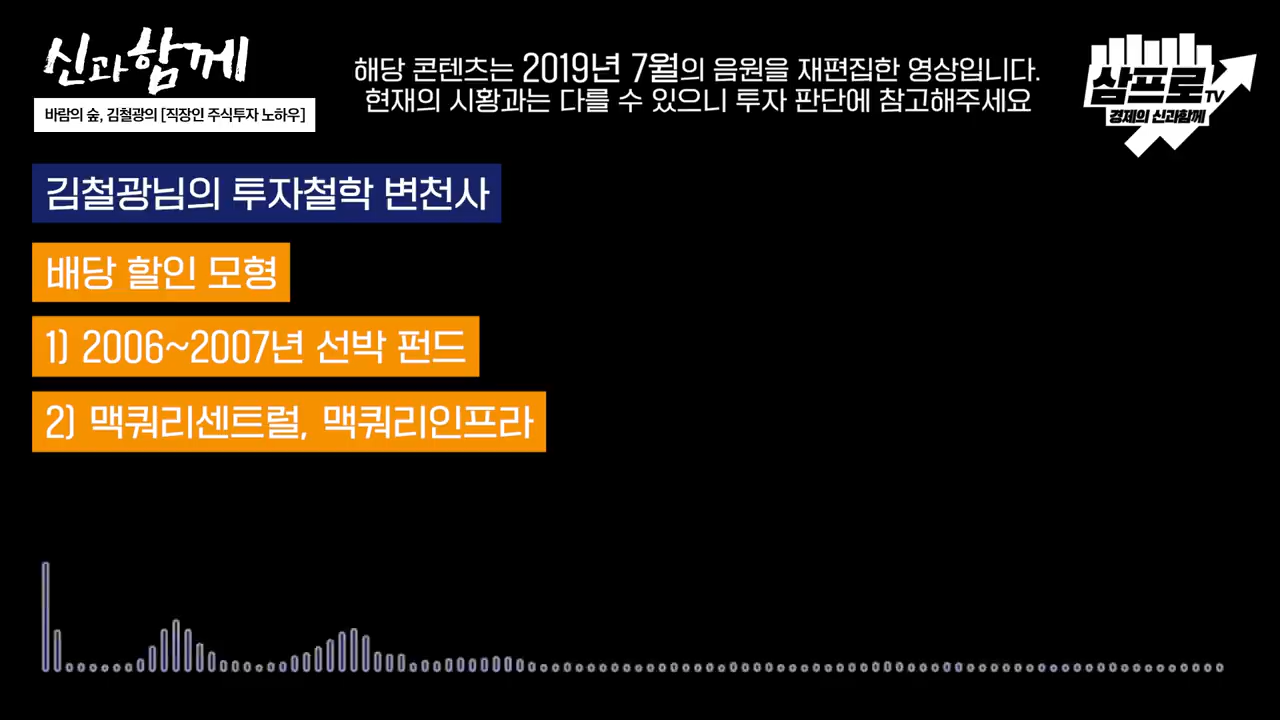 신과함께
바람의 숲, 김철광의 [직장인 주식투자 노하우]
해당 콘텐츠는 2019년 7월의 음원을 재편집한 영상입니다.
현재의 시황과는 다를 수 있으니 투자 판단에 참고해주세요
삼프로TV
경제의 신과함께
김철광님의 투자철학 변천사
배당 할인 모형
1) 2006~2007년 선박 펀드
2) 맥쿼리센트럴, 맥쿼리인프라